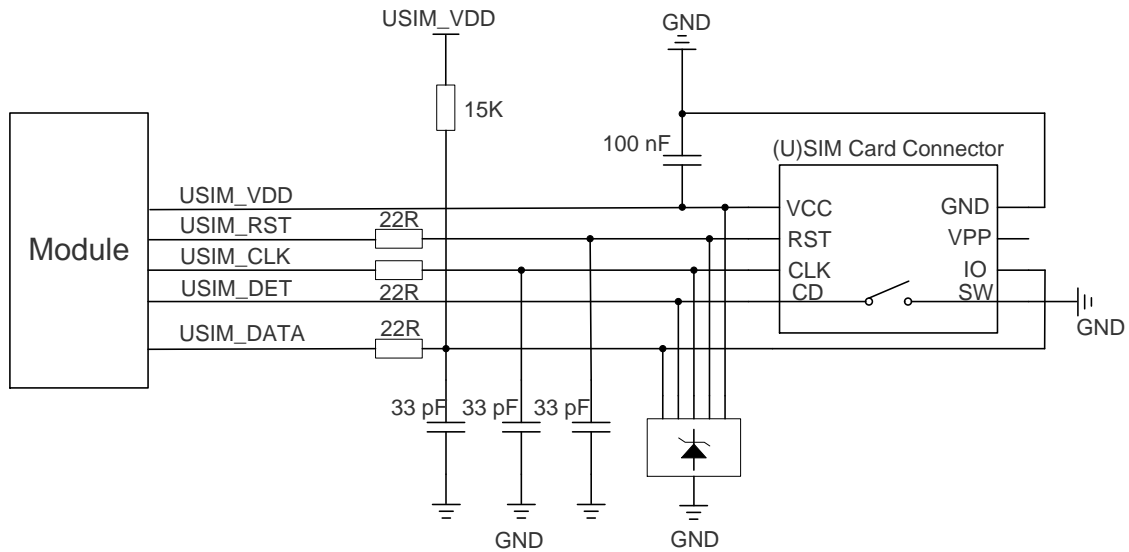 USIM_VDD
GND
15K
100 nF
(U)SIM Card Connector
USIM_VDD
VCC
GND
USIM_RST
22R
RST
VPP
Module
USIM_CLK
CLK
IO
USIM_DET
22R
CD
SW
GND
USIM_DATA
22R
33 pF
33 pF
33 pF
GND
GND